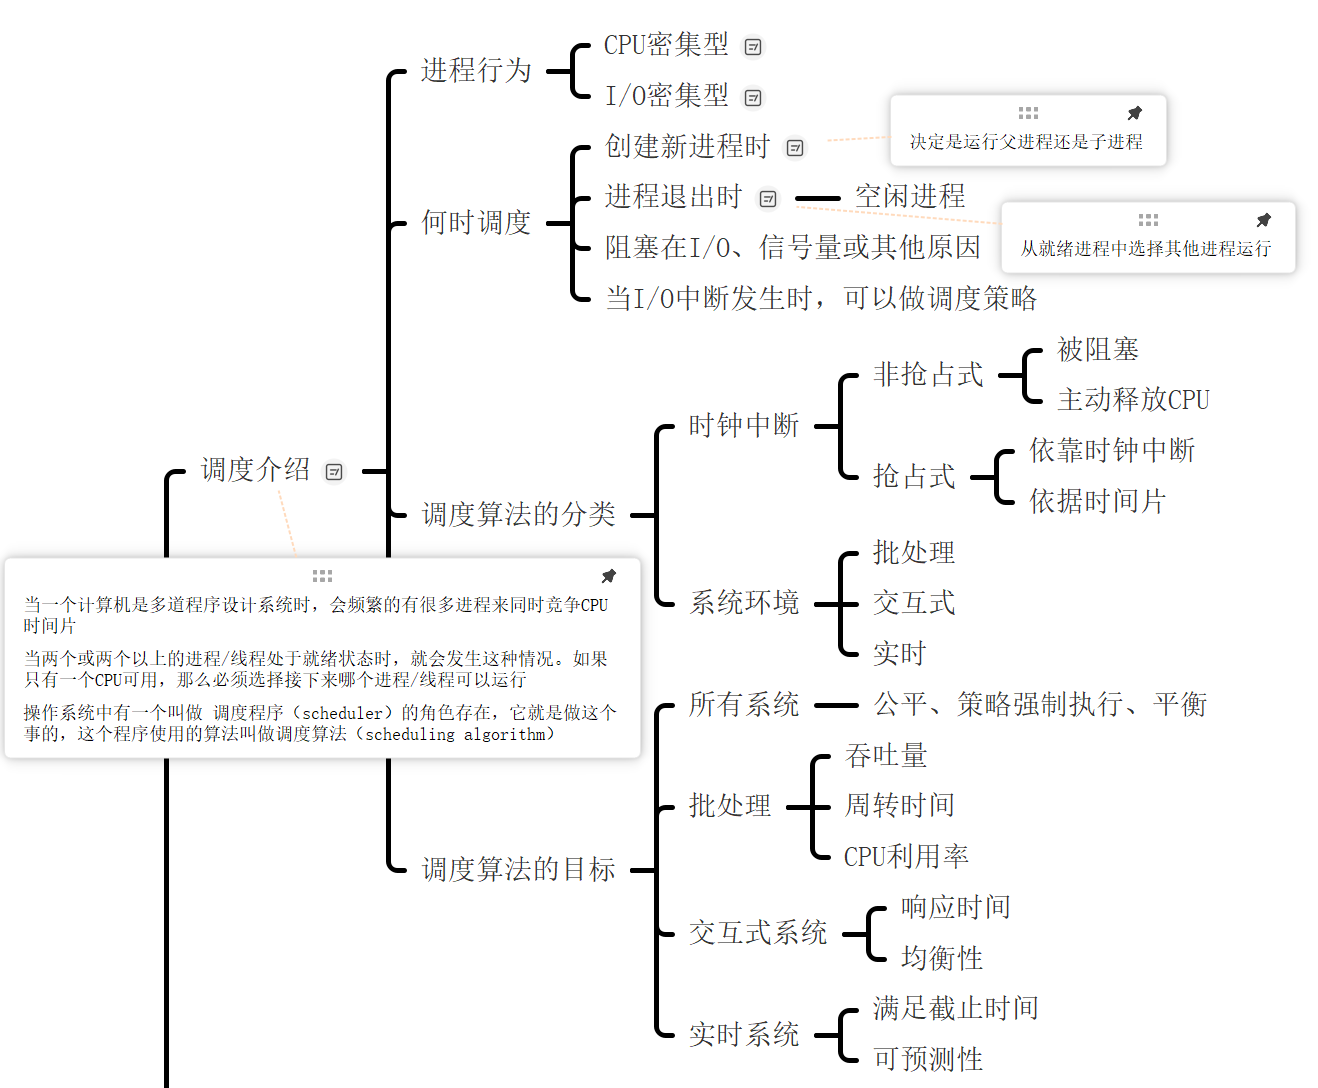 CPU密集型
进程行为
I/O密集型
创建新进程时
决定是运行父进程还是子进程
进程退出时
空闲进程
何时调度
阻塞在I/O、信号量或其他原因
从就绪进程中选择其他进程运行
当I/O中断发生时，可以做调度策略
被阻塞
非抢占式
主动释放CPU
时钟中断
依靠时钟中断
抢占式
依据时间片
调度介绍
调度算法的分类
批处理
系统环境
交互式
实时
当一个计算机是多道程序设计系统时，会频繁的有很多进程来同时竞争CPU
时间片
当两个或两个以上的进程/线程处于就绪状态时，就会发生这种情况。如果
只有一个CPU可用，那么必须选择接下来哪个进程/线程可以运行
操作系统中有一个叫做 调度程序（scheduler）的角色存在，它就是做这个
事的，这个程序使用的算法叫做调度算法（scheduling algorithm）
所有系统
公平、策略强制执行、平衡
吞吐量
批处理
周转时间
CPU利用率
调度算法的目标
响应时间
交互式系统
均衡性
满足截止时间
实时系统
可预测性